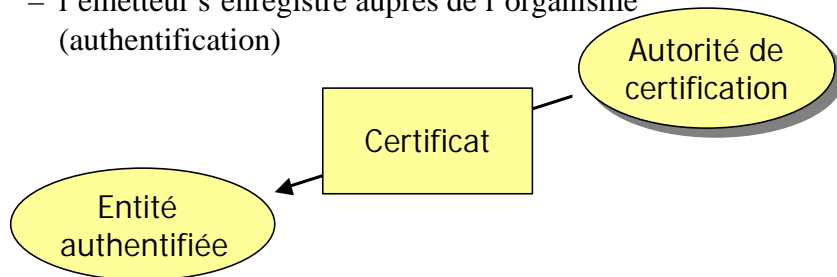 – l’émetteur s’enregistre auprès de l’organisme
(authentification)
Autorité de
certification
Certificat
Entité
authentifiée